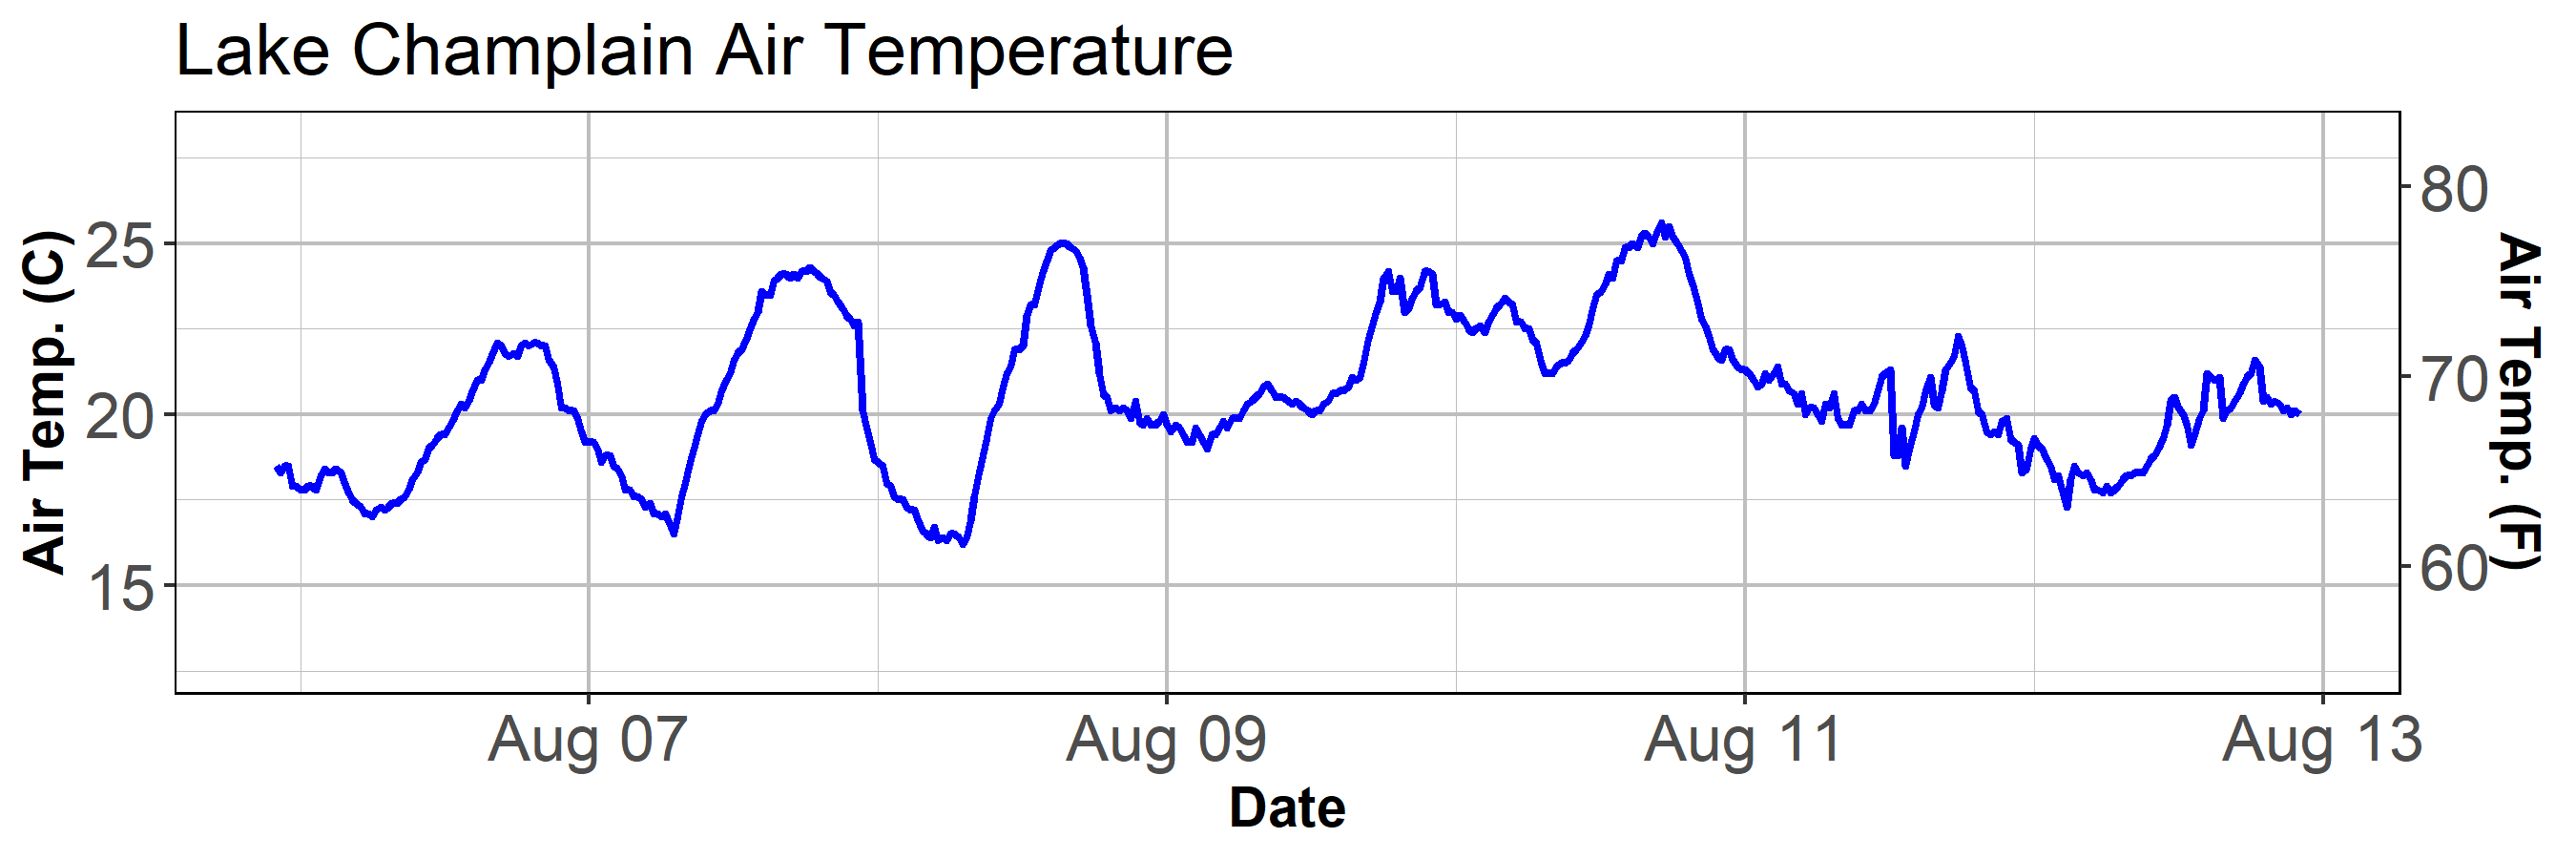 Lake Champlain Air Temperature
Air Temp. (C)
25
20
15
80
70
60
Air Temp. (F)
Aug 07 Aug 09 Aug 11 Aug 13
Date